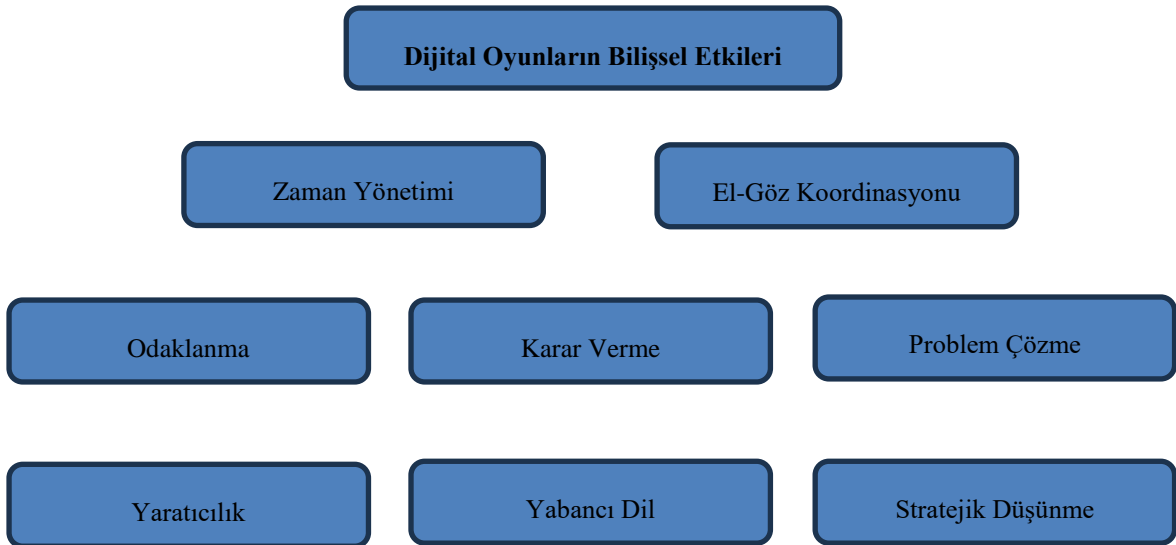 Dijital Oyunların Bilişsel Etkileri
Zaman Yönetimi
El-Göz Koordinasyonu
Odaklanma
Karar Verme
Problem Çözme
Yaratıcılık
Yabancı Dil
Stratejik Düşünme